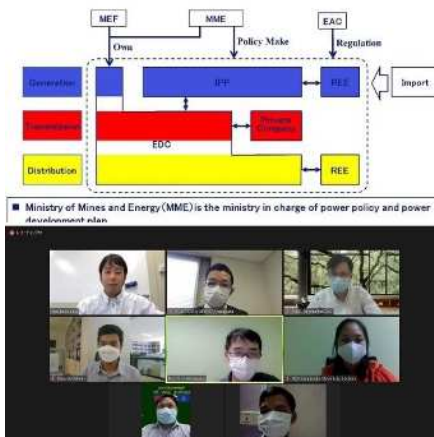 MEF
MME
EAC
Own
Policy Make
Regulation
Generation
IPP
REE
Import
Transmission
Private
Company
EDC
Distribution
REE
■ Ministry of Mines and Energy(MME)is the ministry in charge of power policy and power
development plan